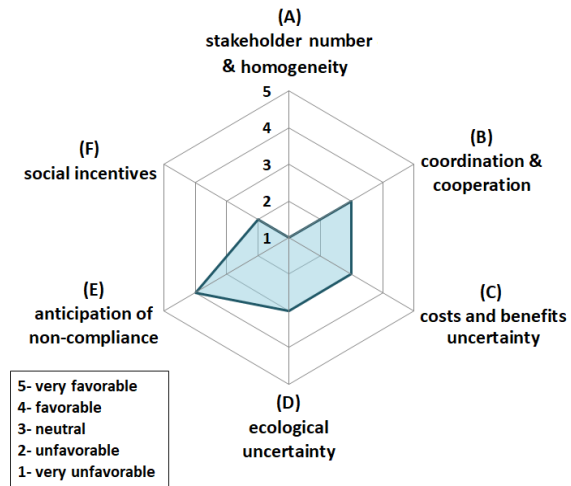 (A)
stakeholder number
& homogeneity
5
4
3
2
1
(B)
coordination &
cooperation
(C)
costs and benefits
uncertainty
(D)
ecological
uncertainty
(E)
anticipation of
non-compliance
(F)
social incentives
5- very favorable
4- favorable
3- neutral
2- unfavorable
1- very unfavorable